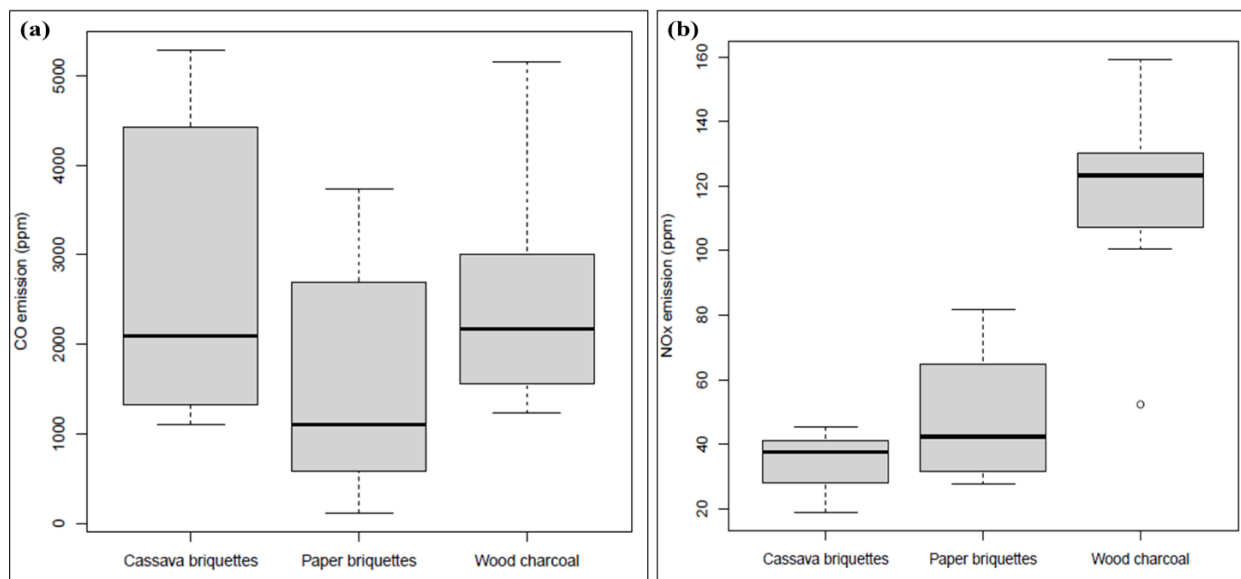 (a)
CO emission (ppm)
5000
4000
3000
2000
1000
0
Cassava briquettes Paper briquettes Wood charcoal
(b)
NOx emission (ppm)
160
140
120
100
80
60
40
20
Cassava briquettes Paper briquettes Wood charcoal